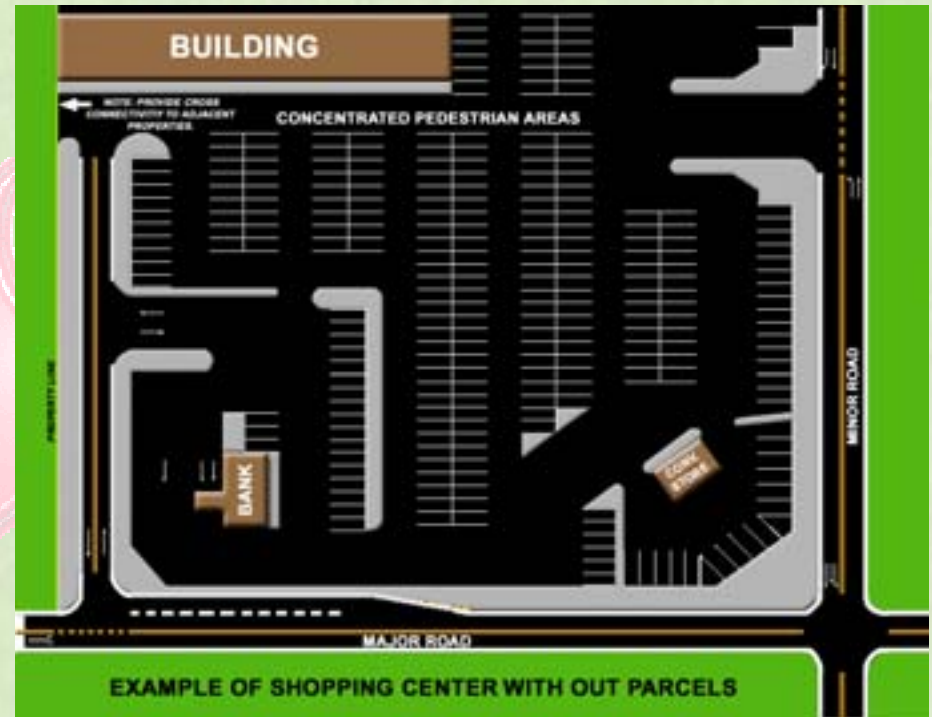 BUILDING
NOTE: PROVIDE CROSS
CONNECTIVITY TO ADJACENT
PROPERTIES.
CONCENTRATED PEDESTRIAN AREAS
PROPERTY LINE
MINOR ROAD
BANK
CONV.
STORE
MAJOR ROAD
EXAMPLE OF SHOPPING CENTER WITH OUT PARCELS